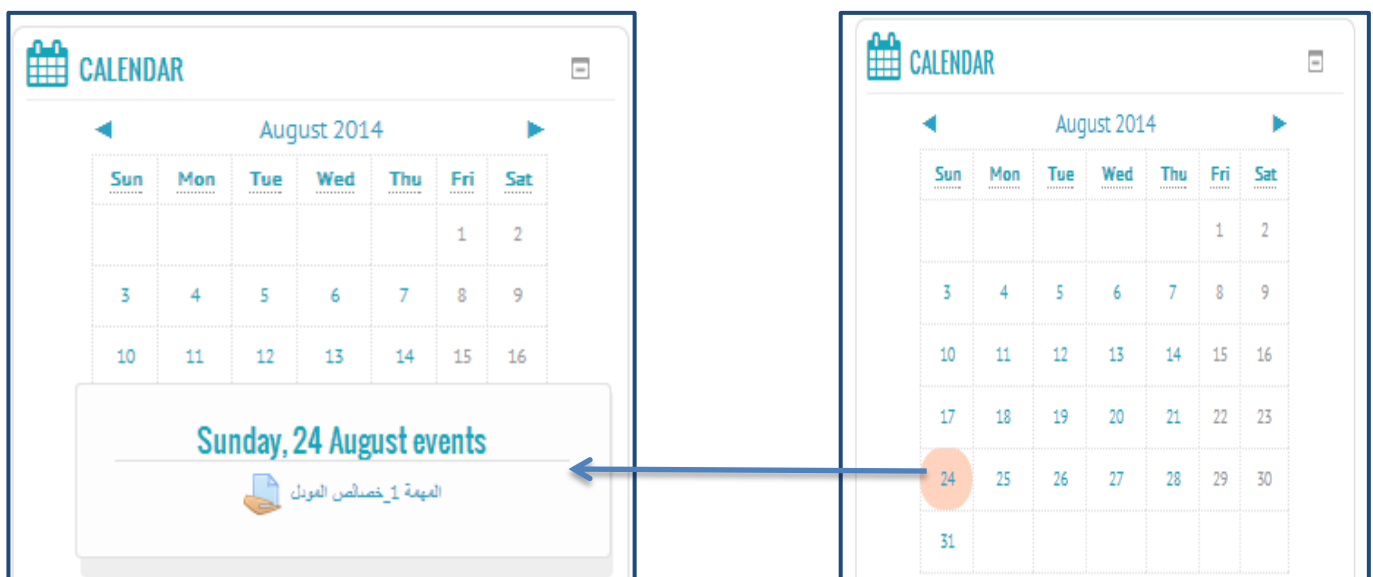 CALENDAR
August 2014
Sun Mon Tue Wed Thu Fri Sat
1 2
3 4 5 6 7 8 9
10 11 12 13 14 15 16
Sunday, 24 August events
المهمة 1_خصائص المودل
CALENDAR
August 2014
Sun Mon Tue Wed Thu Fri Sat
1 2
3 4 5 6 7 8 9
10 11 12 13 14 15 16
17 18 19 20 21 22 23
24 25 26 27 28 29 30
31